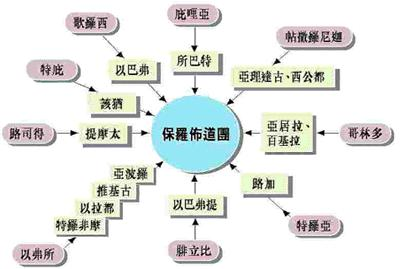 歌羅西
庇哩亞
帖撒羅尼迦
特庇
以巴弗
所巴特
亞理達古、西公都
該猶
路司得
提摩太
保羅佈道團
亞居拉、
百基拉
哥林多
亞波羅
推基古
以拉都
特羅非摩
以巴弗提
路加
以弗所
腓立比
特羅亞